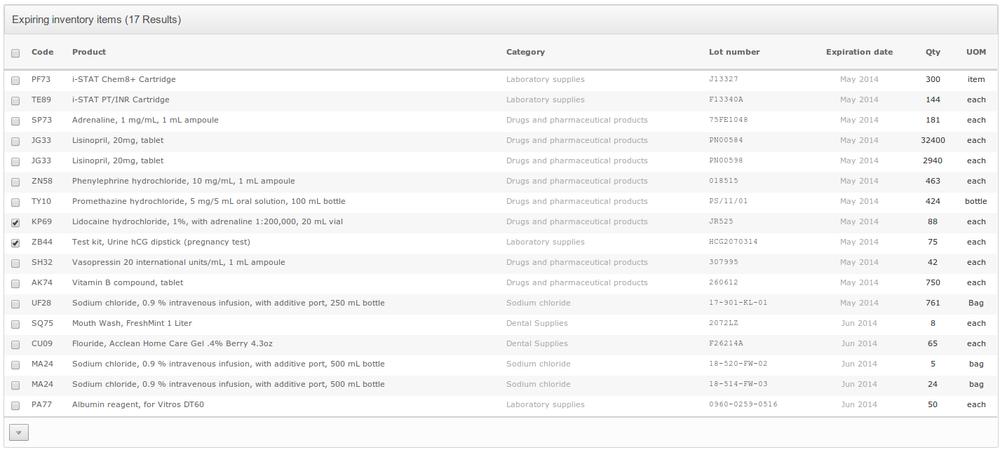 Expiring inventory items (17 Results)
Code Product Category Lot number Expiration date Qty UOM
PF73 i-STAT Chem8+ Cartridge Laboratory supplies J13327 May 2014 300 item
TE89 i-STAT PT/INR Cartridge Laboratory supplies F13340A May 2014 144 each
SP73 Adrenaline, 1 mg/mL, 1 mL ampoule Drugs and pharmaceutical products 75FE1048 May 2014 181 each
JG33 Lisinopril, 20mg, tablet Drugs and pharmaceutical products PN00584 May 2014 32400 each
JG33 Lisinopril, 20mg, tablet Drugs and pharmaceutical products PN00598 May 2014 2940 each
ZN58 Phenylephrine hydrochloride, 10 mg/mL, 1 mL ampoule Drugs and pharmaceutical products 018515 May 2014 463 each
TY10 Promethazine hydrochloride, 5 mg/5 mL oral solution, 100 mL bottle Drugs and pharmaceutical products PS/11/01 May 2014 424 bottle
KP69 Lidocaine hydrochloride, 1%, with adrenaline 1:200,000, 20 mL vial Drugs and pharmaceutical products JR525 May 2014 88 each
ZB44 Test kit, Urine hCG dipstick (pregnancy test) Laboratory supplies HCG2070314 May 2014 75 each
SH32 Vasopressin 20 international units/mL, 1 mL ampoule Drugs and pharmaceutical products 307995 May 2014 42 each
AK74 Vitamin B compound, tablet Drugs and pharmaceutical products 260612 May 2014 750 each
UF28 Sodium chloride, 0.9 % intravenous infusion, with additive port, 250 mL bottle Sodium chloride 17-901-KL-01 May 2014 761 Bag
SQ75 Mouth Wash, FreshMint 1 Liter Dental Supplies 2072LZ Jun 2014 8 each
CU09 Flouride, Acclean Home Care Gel .4% Berry 4.3oz Dental Supplies F26214A Jun 2014 65 each
MA24 Sodium chloride, 0.9 % intravenous infusion, with additive port, 500 mL bottle Sodium chloride 18-520-FW-02 Jun 2014 5 bag
MA24 Sodium chloride, 0.9 % intravenous infusion, with additive port, 500 mL bottle Sodium chloride 18-514-FW-03 Jun 2014 24 bag
PA77 Albumin reagent, for Vitros DT60 Laboratory supplies 0960-0259-0516 Jun 2014 50 each